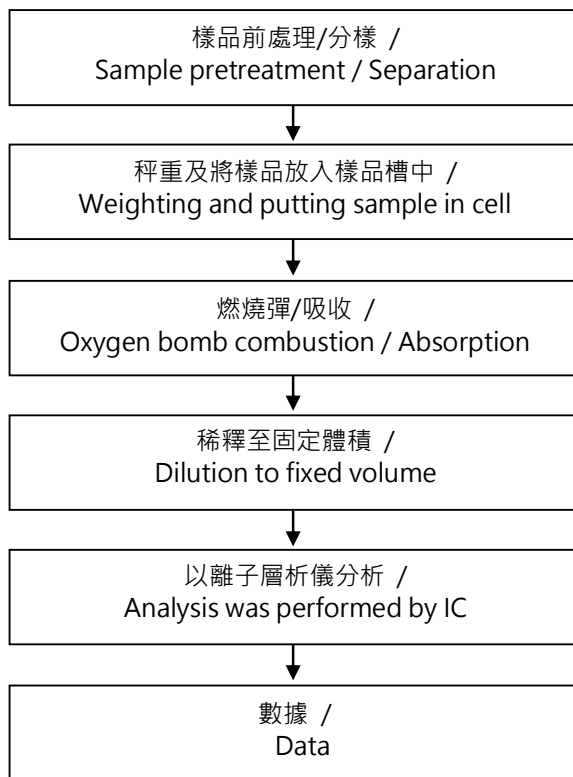 樣品前處理/分樣 /
Sample pretreatment / Separation
秤重及將樣品放入樣品槽中 /
Weighting and putting sample in cell
燃燒彈/吸收 /
Oxygen bomb combustion / Absorption
稀釋至固定體積 /
Dilution to fixed volume
以離子層析儀分析 /
Analysis was performed by IC
數據 /
Data